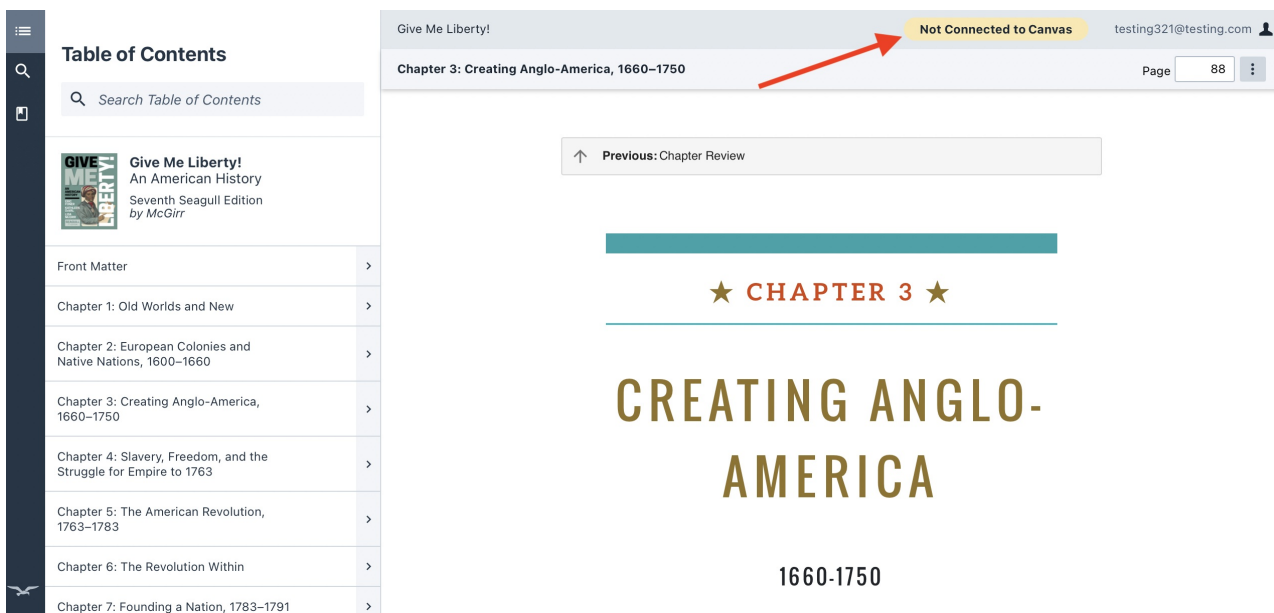 Table of Contents
Search Table of Contents
GIVE ME LIBERTY!
Give Me Liberty!
An American History
Seventh Seagull Edition
by McGirr
Front Matter
Chapter 1: Old Worlds and New
Chapter 2: European Colonies and
Native Nations, 1600–1660
Chapter 3: Creating Anglo-America,
1660–1750
Chapter 4: Slavery, Freedom, and the
Struggle for Empire to 1763
Chapter 5: The American Revolution,
1763–1783
Chapter 6: The Revolution Within
Chapter 7: Founding a Nation, 1783–1791
Give Me Liberty!
Not Connected to Canvas
testing321@testing.com
Chapter 3: Creating Anglo-America, 1660–1750
Page 88
Previous: Chapter Review
★ CHAPTER 3 ★
CREATING ANGLO-
AMERICA
1660-1750